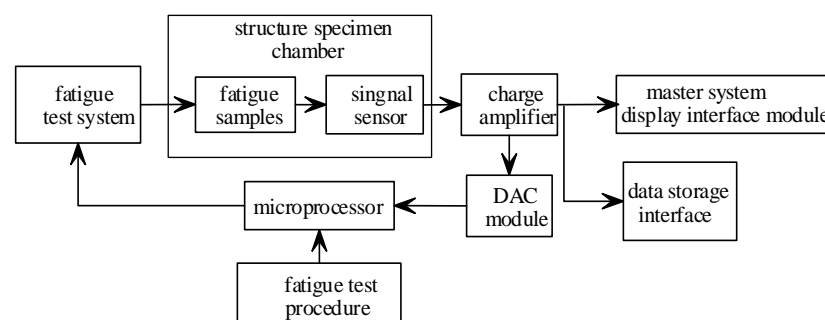 structure specimen
chamber
fatigue
test system
fatigue
samples
singnal
sensor
charge
amplifier
master system
display interface module
microprocessor
DAC
module
data storage
interface
fatigue test
procedure